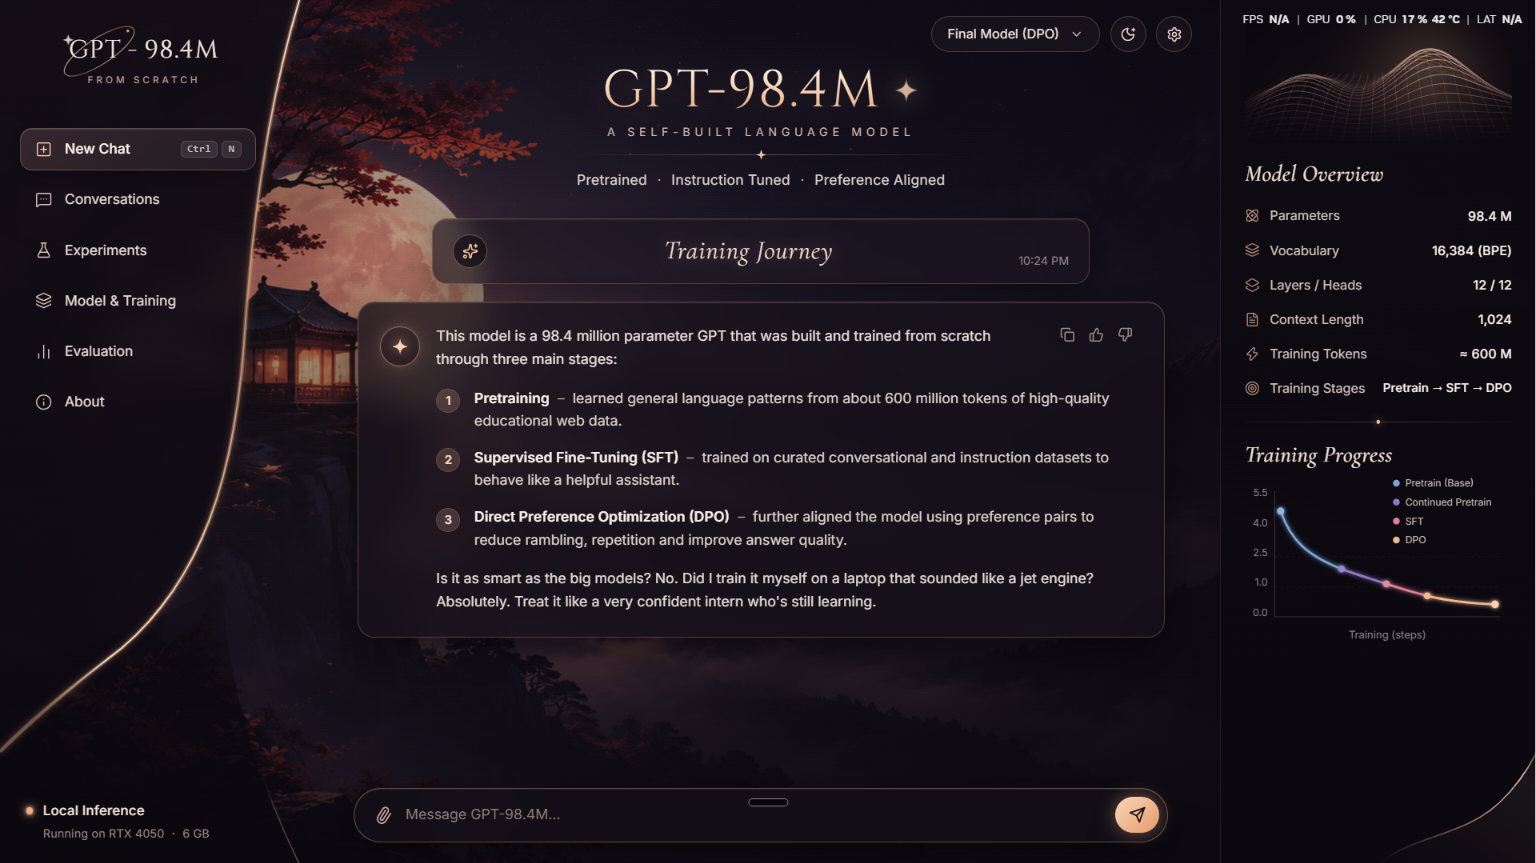 GPT - 98.4M
FROM SCRATCH
New Chat Ctrl N
Conversations
Experiments
Model & Training
Evaluation
About
Local Inference
Running on RTX 4050 · 6 GB
Final Model (DPO)
GPT-98.4M
A SELF-BUILT LANGUAGE MODEL
Pretrained · Instruction Tuned · Preference Aligned
Training Journey
10:24 PM
This model is a 98.4 million parameter GPT that was built and trained from scratch
through three main stages:
1 Pretraining – learned general language patterns from about 600 million tokens of high-quality
educational web data.
2 Supervised Fine-Tuning (SFT) – trained on curated conversational and instruction datasets to
behave like a helpful assistant.
3 Direct Preference Optimization (DPO) – further aligned the model using preference pairs to
reduce rambling, repetition and improve answer quality.
Is it as smart as the big models? No. Did I train it myself on a laptop that sounded like a jet engine?
Absolutely. Treat it like a very confident intern who's still learning.
Message GPT-98.4M...
FPS N/A | GPU 0 % | CPU 17 % 42 °C | LAT N/A
Model Overview
Parameters 98.4 M
Vocabulary 16,384 (BPE)
Layers / Heads 12 / 12
Context Length 1,024
Training Tokens ≈ 600 M
Training Stages Pretrain → SFT → DPO
Training Progress
Pretrain (Base)
Continued Pretrain
SFT
DPO
5.5
4.0
2.5
1.0
0.0
Training (steps)